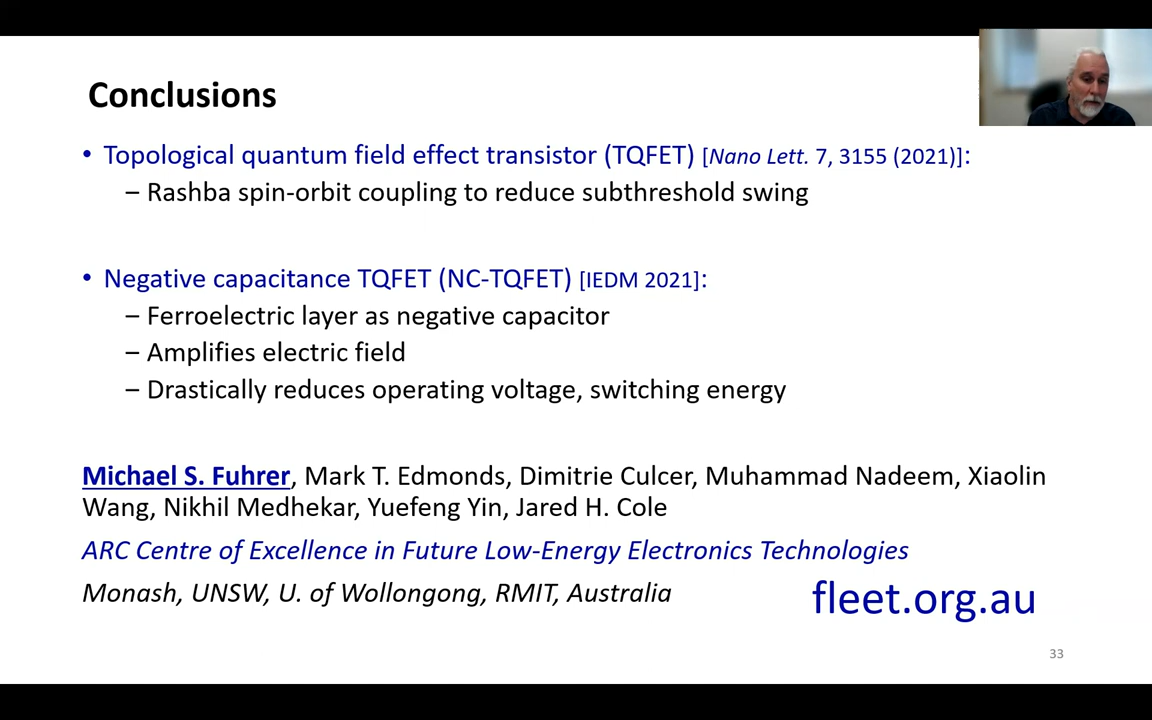 Conclusions
• Topological quantum field effect transistor (TQFET) [Nano Lett. 7, 3155 (2021)]:
– Rashba spin-orbit coupling to reduce subthreshold swing
• Negative capacitance TQFET (NC-TQFET) [IEDM 2021]:
– Ferroelectric layer as negative capacitor
– Amplifies electric field
– Drastically reduces operating voltage, switching energy
Michael S. Fuhrer, Mark T. Edmonds, Dimitrie Culcer, Muhammad Nadeem, Xiaolin
Wang, Nikhil Medhekar, Yuefeng Yin, Jared H. Cole
ARC Centre of Excellence in Future Low-Energy Electronics Technologies
Monash, UNSW, U. of Wollongong, RMIT, Australia
fleet.org.au
33